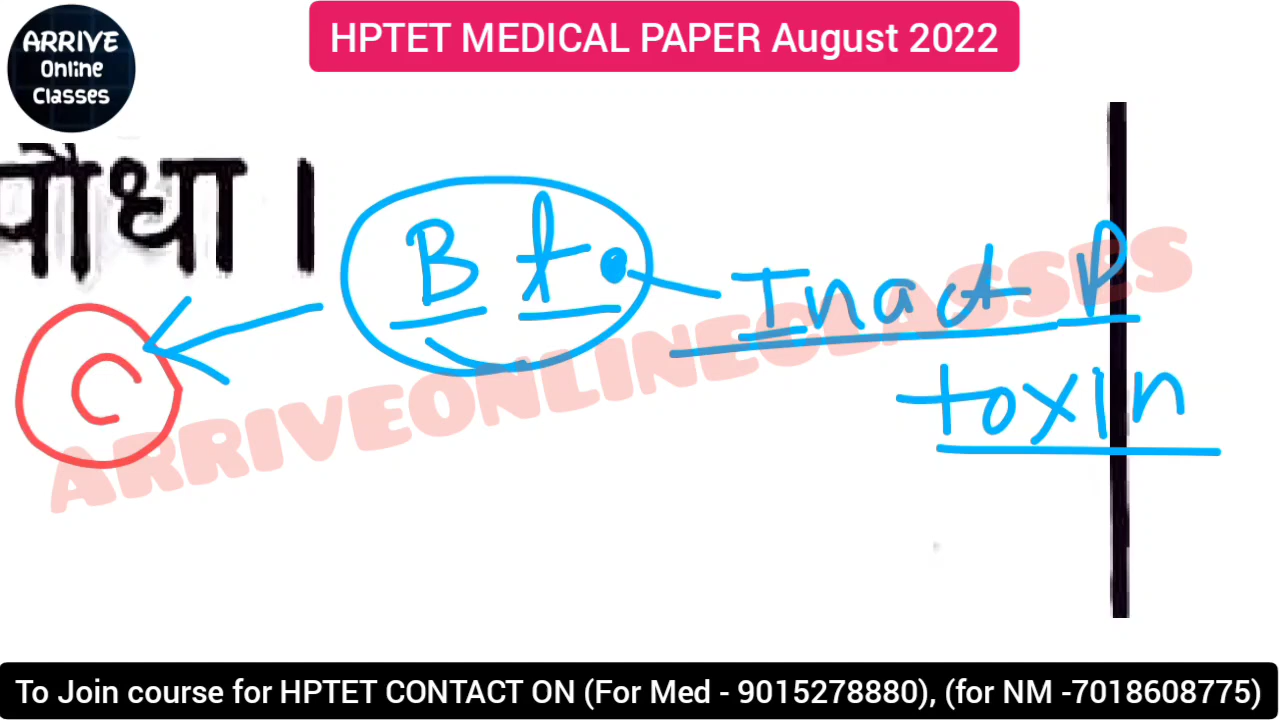 ARRIVE
Online
Classes
HPTET MEDICAL PAPER August 2022
पौधा ।
Bt
Inact P
toxin
C
ARRIVEONLINECLASSES
To Join course for HPTET CONTACT ON (For Med - 9015278880), (for NM -7018608775)